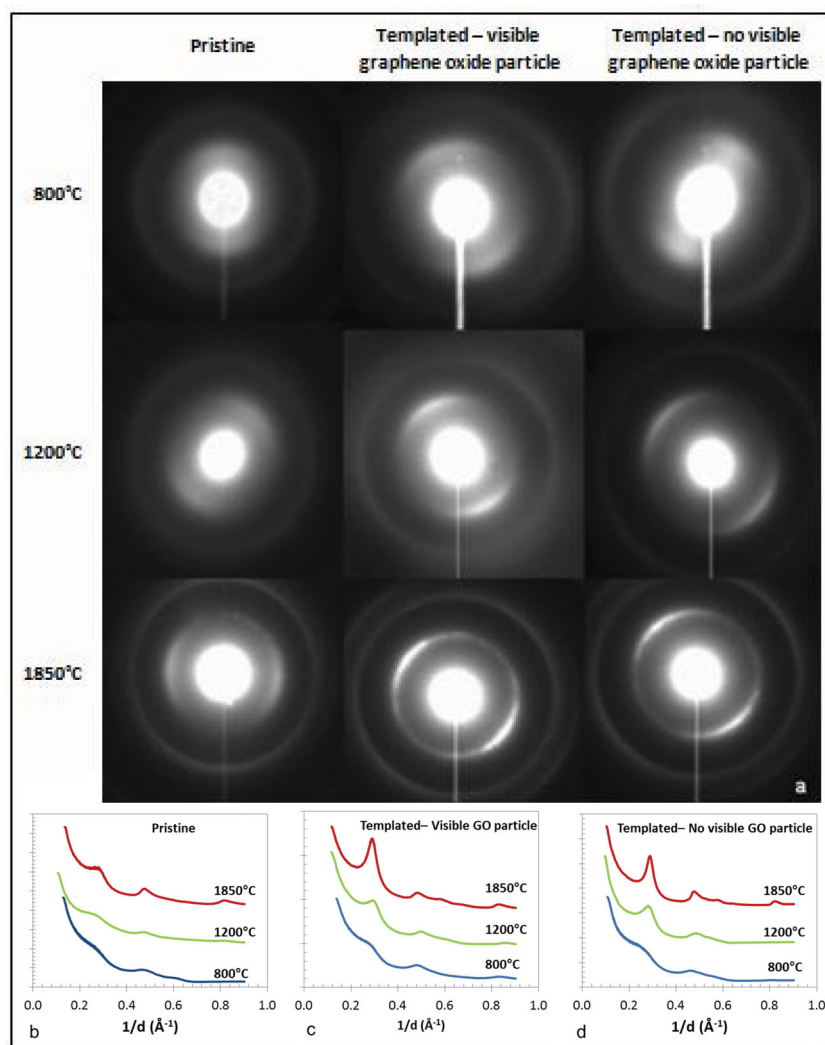 Pristine
Templated – visible
graphene oxide particle
Templated – no visible
graphene oxide particle
800°C
1200°C
1850°C
a
Pristine
1850°C
1200°C
800°C
0.0 0.2 0.4 0.6 0.8 1.0
b
1/d (Å⁻¹)
Templated– Visible GO particle
1850°C
1200°C
800°C
0.0 0.2 0.4 0.6 0.8 1.0
c
1/d (Å⁻¹)
Templated– No visible GO particle
1850°C
1200°C
800°C
0.0 0.2 0.4 0.6 0.8 1.0
d
1/d (Å⁻¹)